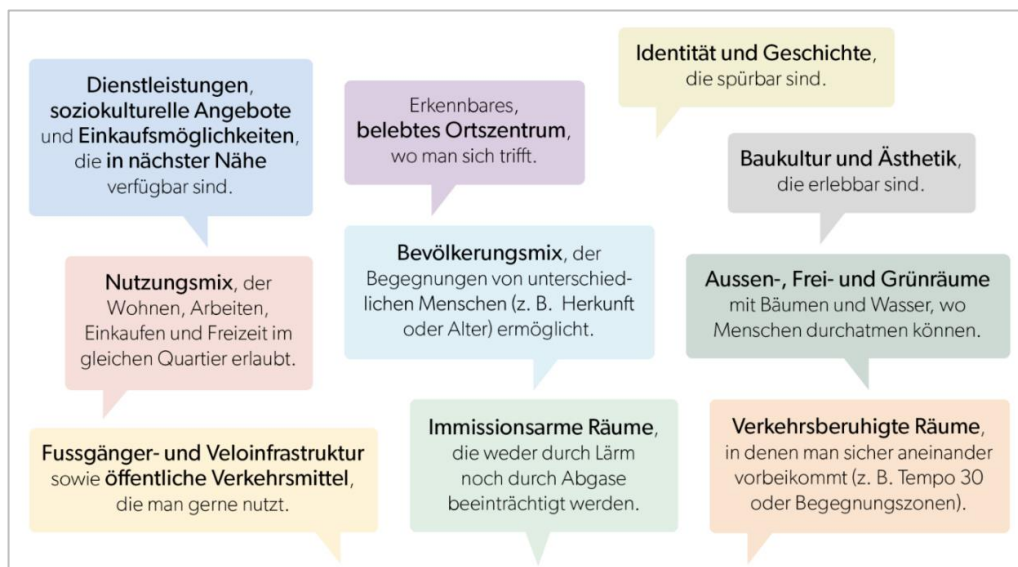 Dienstleistungen,
soziokulturelle Angebote
und Einkaufsmöglichkeiten,
die in nächster Nähe
verfügbar sind.
Erkennbares,
belebtes Ortszentrum,
wo man sich trifft.
Identität und Geschichte,
die spürbar sind.
Baukultur und Ästhetik,
die erlebbar sind.
Nutzungsmix, der
Wohnen, Arbeiten,
Einkaufen und Freizeit im
gleichen Quartier erlaubt.
Bevölkerungsmix, der
Begegnungen von unterschied-
lichen Menschen (z. B. Herkunft
oder Alter) ermöglicht.
Aussen-, Frei- und Grünräume
mit Bäumen und Wasser, wo
Menschen durchatmen können.
Fussgänger- und Veloinfrastruktur
sowie öffentliche Verkehrsmittel,
die man gerne nutzt.
Immissionsarme Räume,
die weder durch Lärm
noch durch Abgase
beeinträchtigt werden.
Verkehrsberuhigte Räume,
in denen man sicher aneinander
vorbeikommt (z. B. Tempo 30
oder Begegnungszonen).